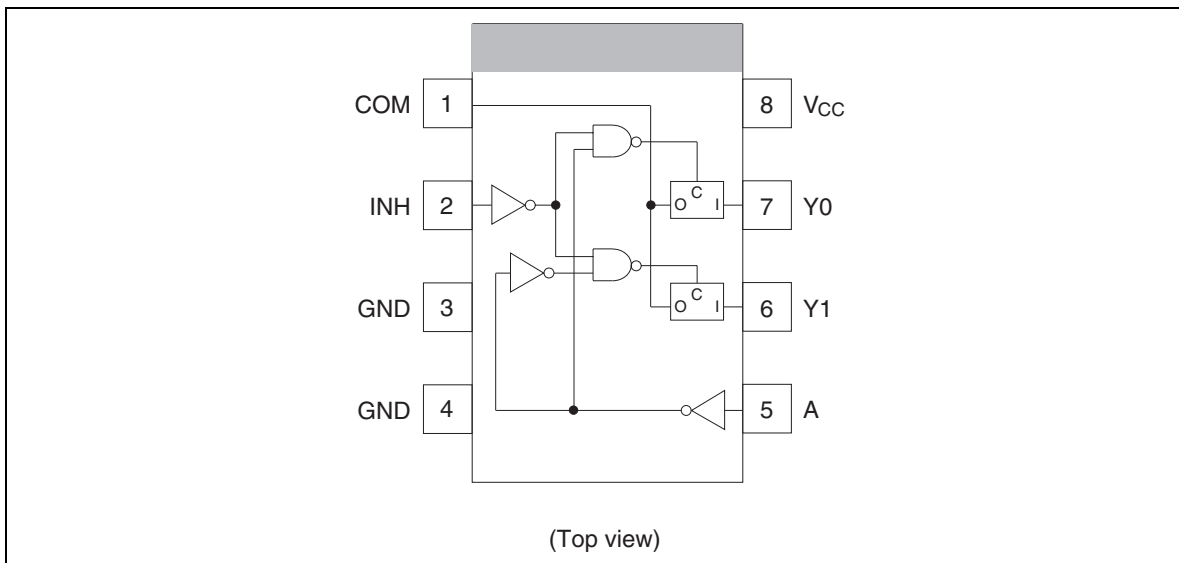 COM 1
8 VCC
C
INH 2
O I
7 Y0
C
GND 3
O I
6 Y1
GND 4
5 A
(Top view)